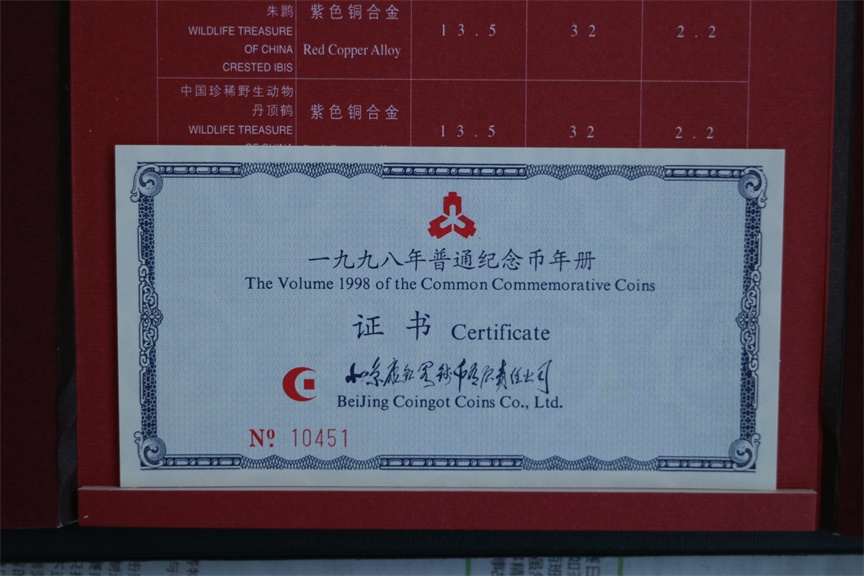 朱鹮
WILDLIFE TREASURE
OF CHINA
CRESTED IBIS
紫色铜合金
Red Copper Alloy
13.5
32
2.2
中国珍稀野生动物
丹顶鹤
WILDLIFE TREASURE
紫色铜合金
13.5
32
2.2
一九九八年普通纪念币年册
The Volume 1998 of the Common Commemorative Coins
证书 Certificate
BeiJing Coingot Coins Co., Ltd.
Nº 10451